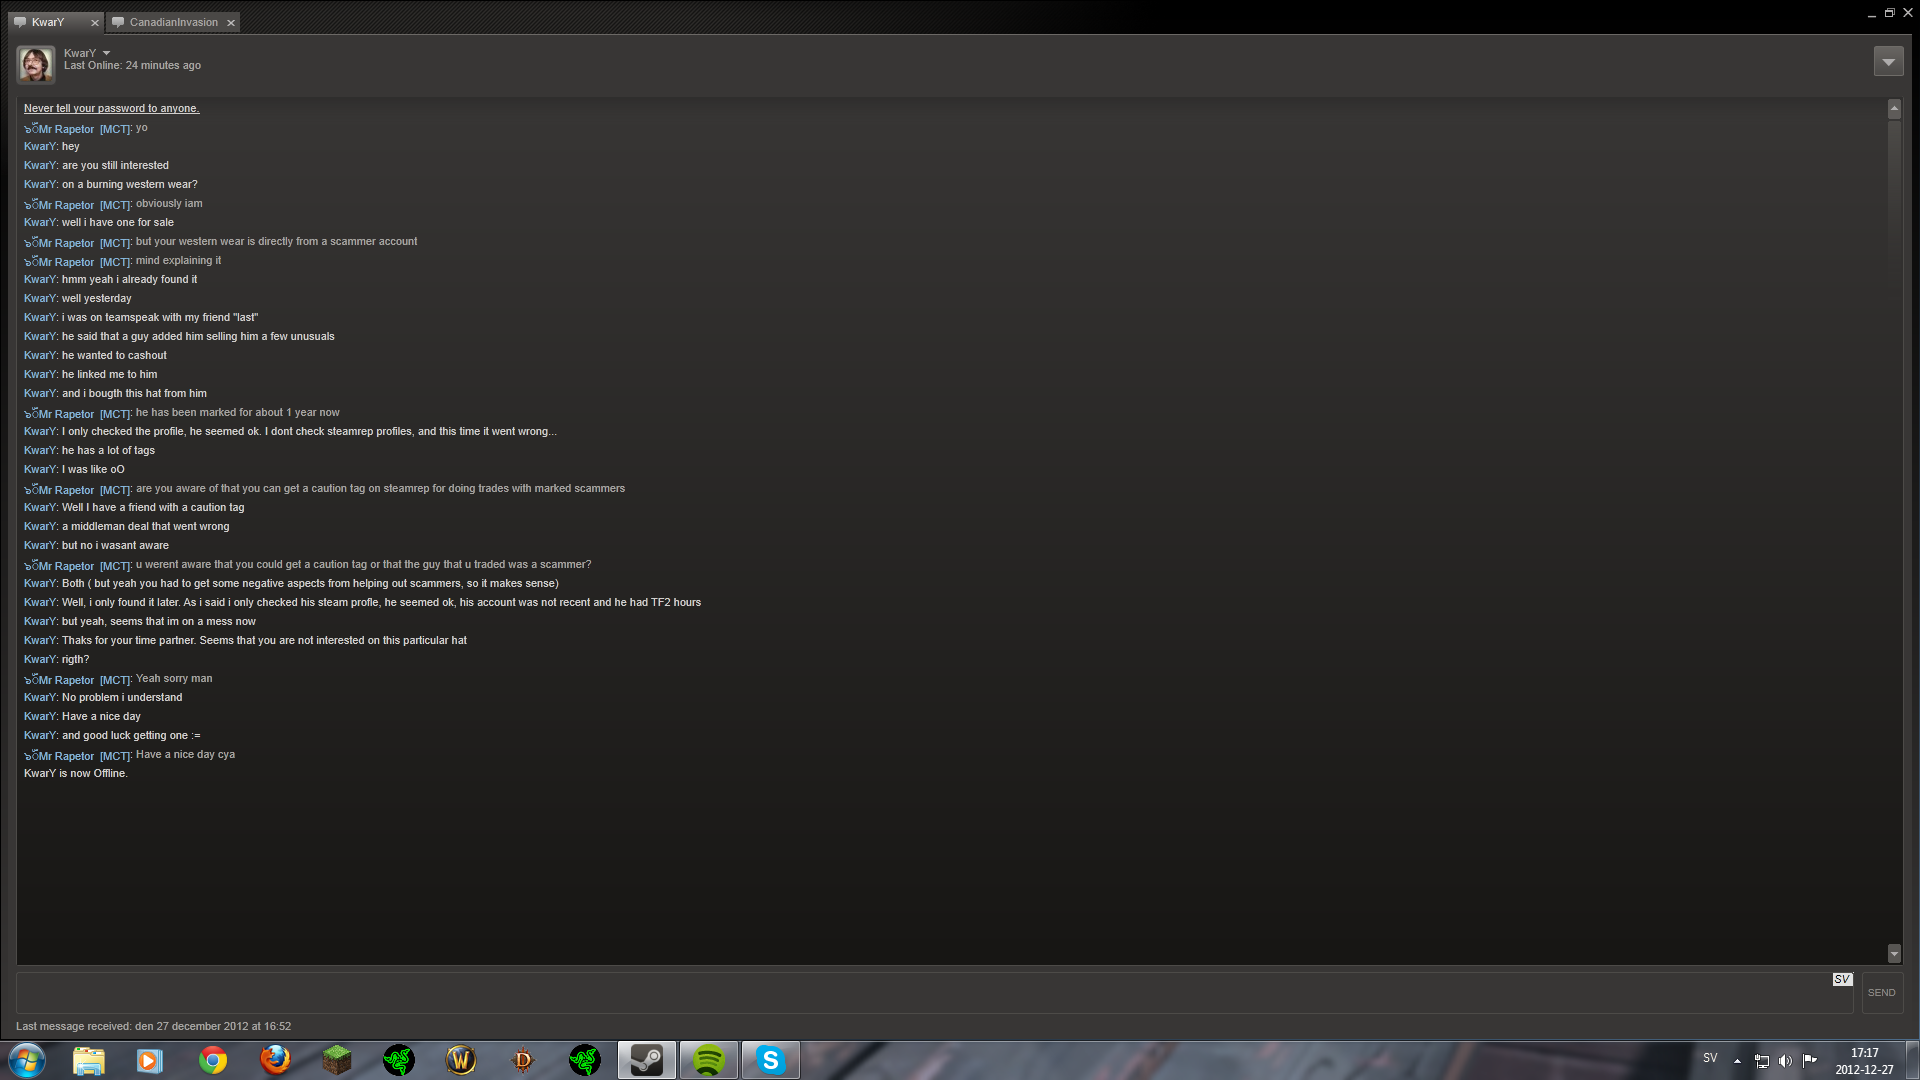 KwarY
CanadianInvasion
KwarY
Last Online: 24 minutes ago
Never tell your password to anyone.
Mr Rapetor [MCT]: yo
KwarY: hey
KwarY: are you still interested
KwarY: on a burning western wear?
Mr Rapetor [MCT]: obviously iam
KwarY: well i have one for sale
Mr Rapetor [MCT]: but your western wear is directly from a scammer account
Mr Rapetor [MCT]: mind explaining it
KwarY: hmm yeah i already found it
KwarY: well yesterday
KwarY: i was on teamspeak with my friend "last"
KwarY: he said that a guy added him selling him a few unusuals
KwarY: he wanted to cashout
KwarY: he linked me to him
KwarY: and i bougth this hat from him
Mr Rapetor [MCT]: he has been marked for about 1 year now
KwarY: I only checked the profile, he seemed ok. I dont check steamrep profiles, and this time it went wrong...
KwarY: he has a lot of tags
KwarY: I was like oO
Mr Rapetor [MCT]: are you aware of that you can get a caution tag on steamrep for doing trades with marked scammers
KwarY: Well I have a friend with a caution tag
KwarY: a middleman deal that went wrong
KwarY: but no i wasant aware
Mr Rapetor [MCT]: u werent aware that you could get a caution tag or that the guy that u traded was a scammer?
KwarY: Both ( but yeah you had to get some negative aspects from helping out scammers, so it makes sense)
KwarY: Well, i only found it later. As i said i only checked his steam profle, he seemed ok, his account was not recent and he had TF2 hours
KwarY: but yeah, seems that im on a mess now
KwarY: Thaks for your time partner. Seems that you are not interested on this particular hat
KwarY: rigth?
Mr Rapetor [MCT]: Yeah sorry man
KwarY: No problem i understand
KwarY: Have a nice day
KwarY: and good luck getting one :=
Mr Rapetor [MCT]: Have a nice day cya
KwarY is now Offline.
SV
SEND
Last message received: den 27 december 2012 at 16:52
SV
17:17
2012-12-27